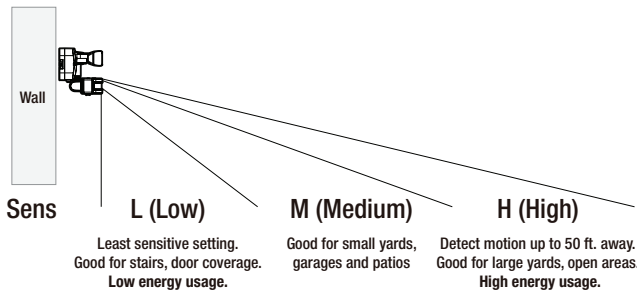 Wall
Sens
L (Low)
M (Medium)
H (High)
Least sensitive setting.
Good for stairs, door coverage.
Low energy usage.
Good for small yards,
garages and patios
Detect motion up to 50 ft. away.
Good for large yards, open areas.
High energy usage.